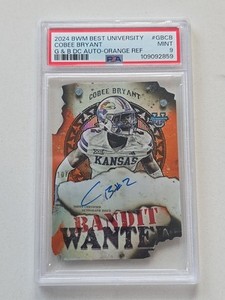 2024 BWM BEST UNIVERSITY #GBCB
COBEE BRYANT MINT
G & B DC AUTO-ORANGE REF 9
PSA 109092859
COBEE BRYANT
KANSAS
BANDIT
WANTED